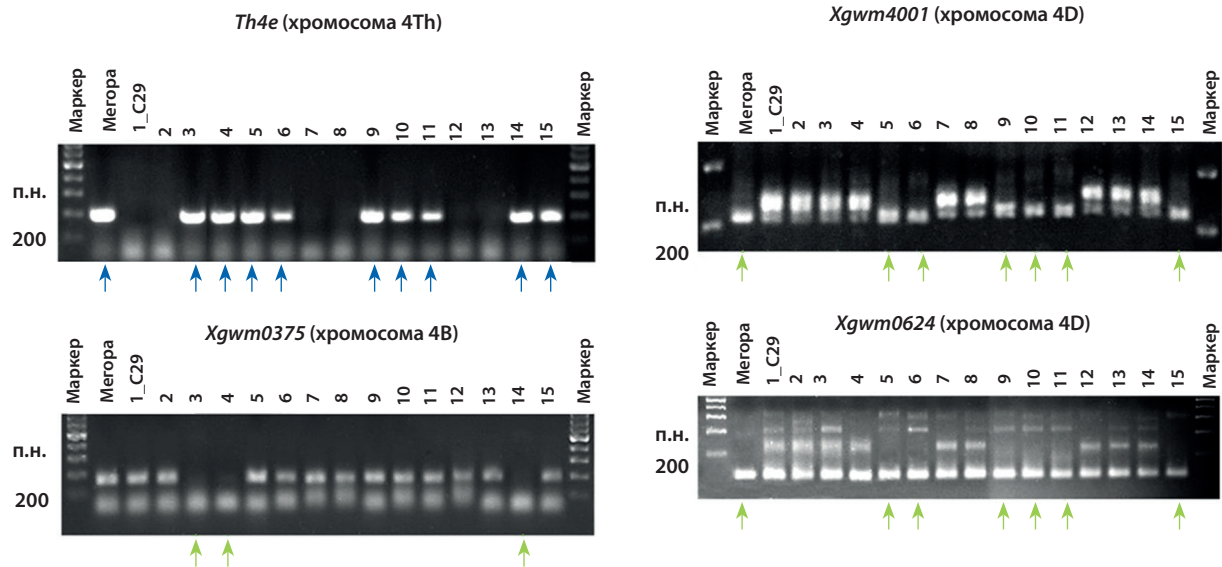 Th4e (хромосома 4Th)
Маркер Мегора 1_C29 2 3 4 5 6 7 8 9 10 11 12 13 14 15 Маркер
п.н.
200
Xgwm4001 (хромосома 4D)
Маркер Мегора 1_C29 2 3 4 5 6 7 8 9 10 11 12 13 14 15 Маркер
п.н.
200
Xgwm0375 (хромосома 4B)
Маркер Мегора 1_C29 2 3 4 5 6 7 8 9 10 11 12 13 14 15 Маркер
п.н.
200
Xgwm0624 (хромосома 4D)
Маркер Мегора 1_C29 2 3 4 5 6 7 8 9 10 11 12 13 14 15 Маркер
п.н.
200